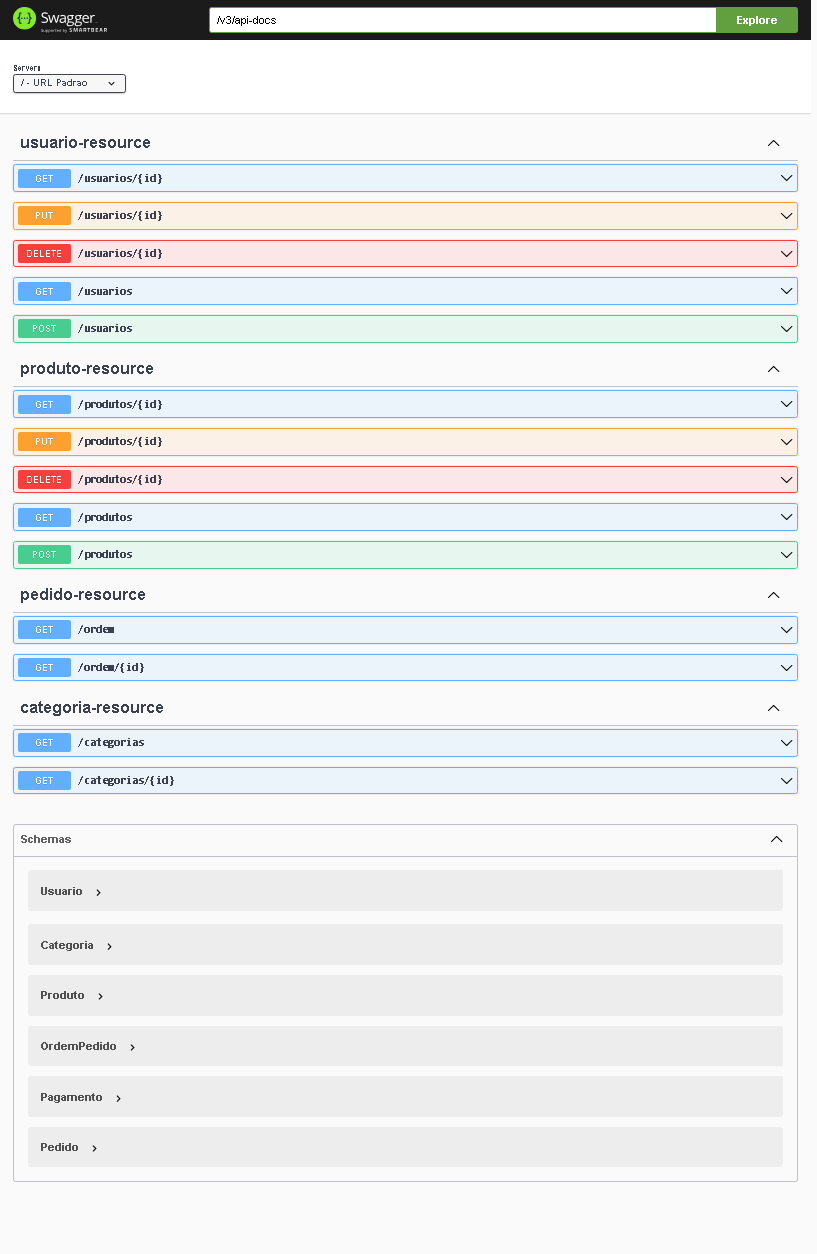 Swagger
Supported by SMARTBEAR
/v3/api-docs
Explore
Servers
/ - URL Padrao
usuario-resource
GET /usuarios/{id}
PUT /usuarios/{id}
DELETE /usuarios/{id}
GET /usuarios
POST /usuarios
produto-resource
GET /produtos/{id}
PUT /produtos/{id}
DELETE /produtos/{id}
GET /produtos
POST /produtos
pedido-resource
GET /ordem
GET /ordem/{id}
categoria-resource
GET /categorias
GET /categorias/{id}
Schemas
Usuario
Categoria
Produto
OrdemPedido
Pagamento
Pedido